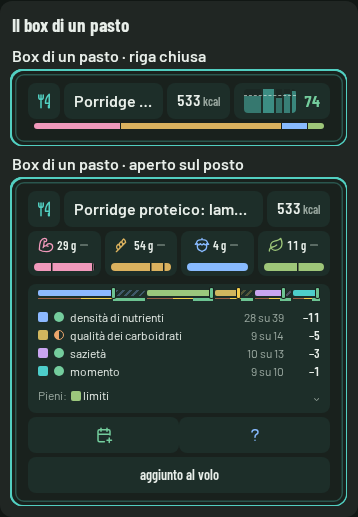 Il box di un pasto
Box di un pasto · riga chiusa
Porridge ... 533 kcal 74
Box di un pasto · aperto sul posto
Porridge proteico: lam... 533 kcal
29 g — 54 g — 4 g — 11 g —
densità di nutrienti 28 su 39 −11
qualità dei carboidrati 9 su 14 −5
sazietà 10 su 13 −3
momento 9 su 10 −1
Pieni: limiti
?
aggiunto al volo